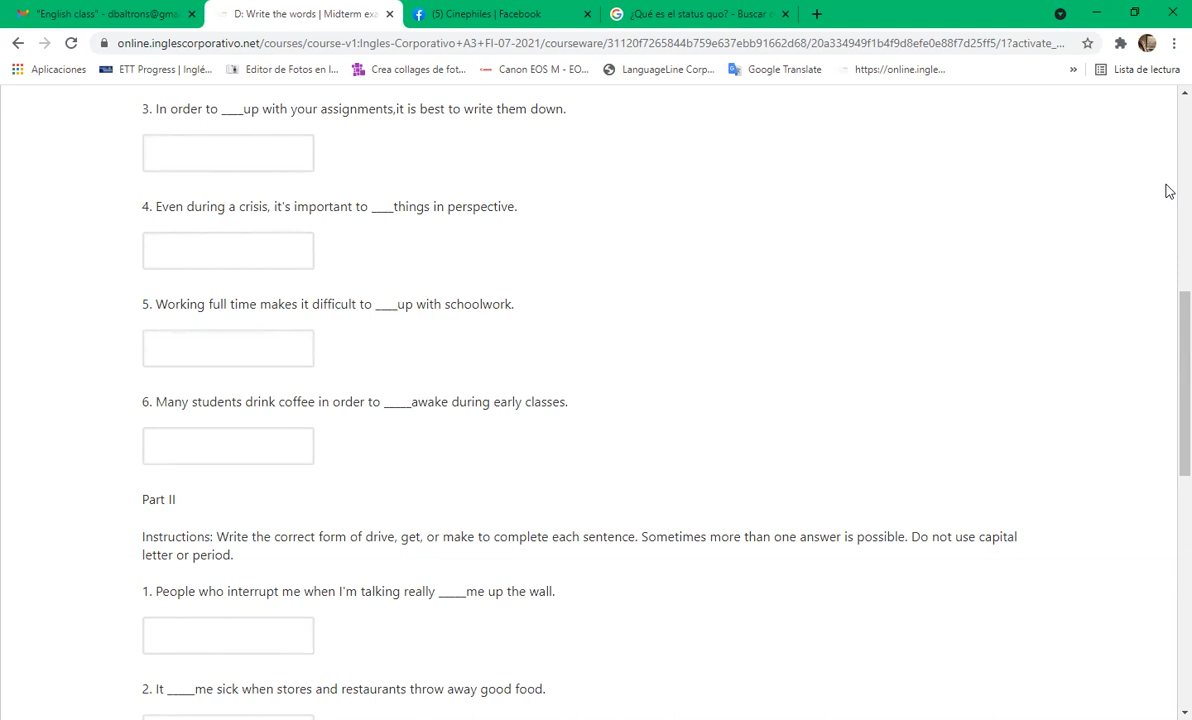 "English class" - dbaltrons@gma
D: Write the words | Midterm exa
(5) Cinephiles | Facebook
¿Qué es el status quo? - Buscar
online.inglescorporativo.net/courses/course-v1:Ingles-Corporativo+A3+FI-07-2021/courseware/31120f7265844b759e637ebb91662d68/20a334949f1b4f9d8efe0e88f7d25ff5/1?activate_...
Aplicaciones
ETT Progress | Inglé...
Editor de Fotos en l...
Crea collages de fot...
Canon EOS M - EO...
LanguageLine Corp...
Google Translate
https://online.ingle...
»
Lista de lectura
3. In order to ___up with your assignments,it is best to write them down.
4. Even during a crisis, it's important to ___things in perspective.
5. Working full time makes it difficult to ___up with schoolwork.
6. Many students drink coffee in order to ____awake during early classes.
Part II
Instructions: Write the correct form of drive, get, or make to complete each sentence. Sometimes more than one answer is possible. Do not use capital
letter or period.
1. People who interrupt me when I'm talking really ____me up the wall.
2. It ____me sick when stores and restaurants throw away good food.